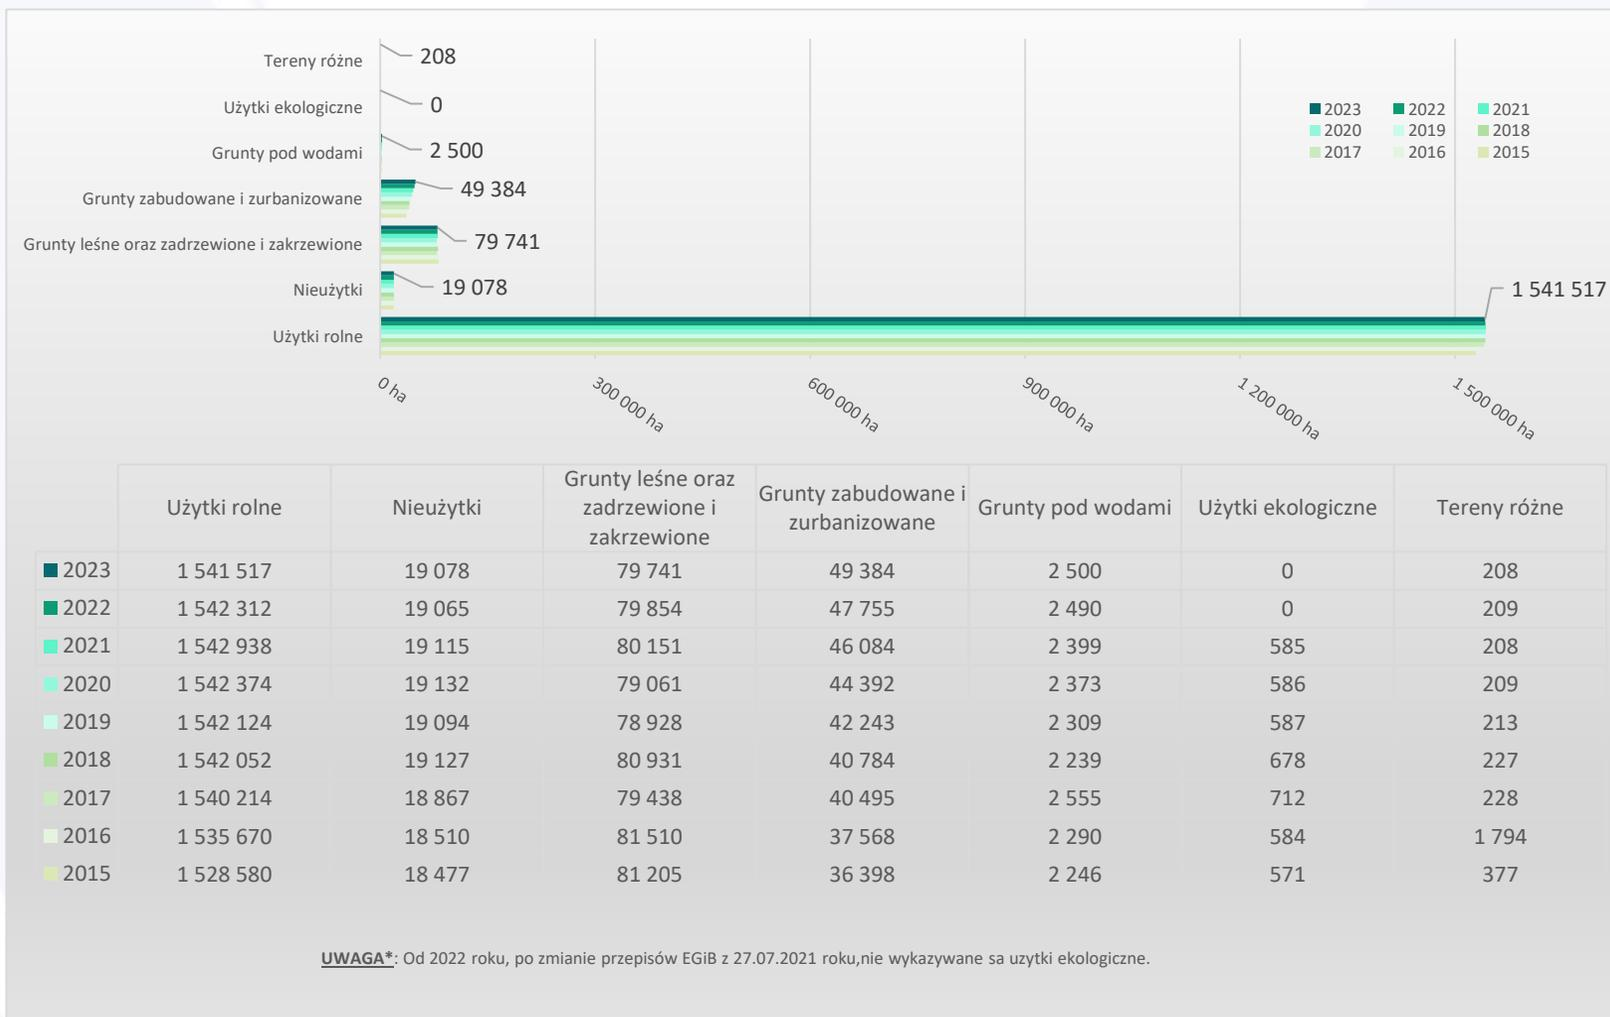 Tereny różne
208
Użytki ekologiczne
0
Grunty pod wodami
2 500
Grunty zabudowane i zurbanizowane
49 384
Grunty leśne oraz zadrzewione i zakrzewione
79 741
Nieużytki
19 078
Użytki rolne
1 541 517
2023 2022 2021
2020 2019 2018
2017 2016 2015
0 ha 300 000 ha 600 000 ha 900 000 ha 1 200 000 ha 1 500 000 ha
Użytki rolne
Nieużytki
Grunty leśne oraz
zadrzewione i
zakrzewione
Grunty zabudowane i
zurbanizowane
Grunty pod wodami
Użytki ekologiczne
Tereny różne
2023 1 541 517 19 078 79 741 49 384 2 500 0 208
2022 1 542 312 19 065 79 854 47 755 2 490 0 209
2021 1 542 938 19 115 80 151 46 084 2 399 585 208
2020 1 542 374 19 132 79 061 44 392 2 373 586 209
2019 1 542 124 19 094 78 928 42 243 2 309 587 213
2018 1 542 052 19 127 80 931 40 784 2 239 678 227
2017 1 540 214 18 867 79 438 40 495 2 555 712 228
2016 1 535 670 18 510 81 510 37 568 2 290 584 1 794
2015 1 528 580 18 477 81 205 36 398 2 246 571 377
UWAGA*: Od 2022 roku, po zmianie przepisów EGiB z 27.07.2021 roku,nie wykazywane sa uzytki ekologiczne.